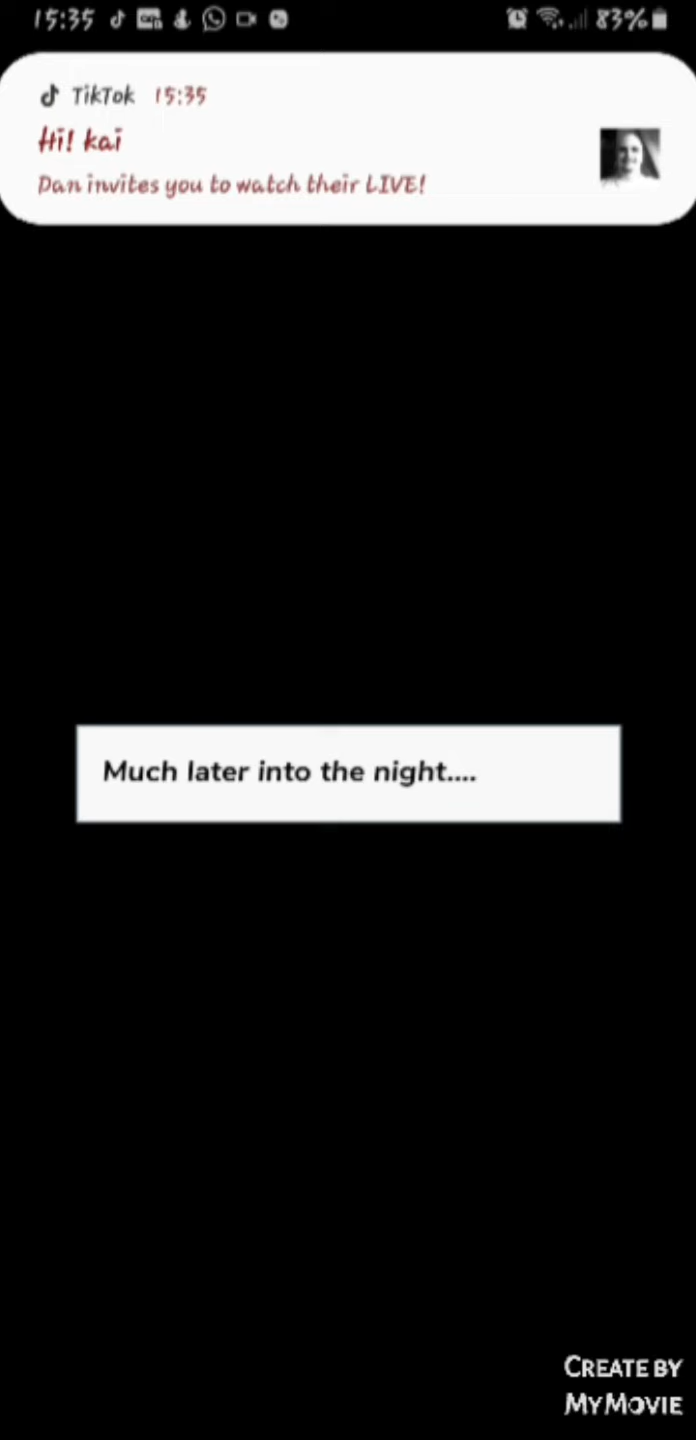 15:35 83%
TikTok 15:35
Hi! kai
Dan invites you to watch their LIVE!
Much later into the night....
CREATE BY
MYMOVIE